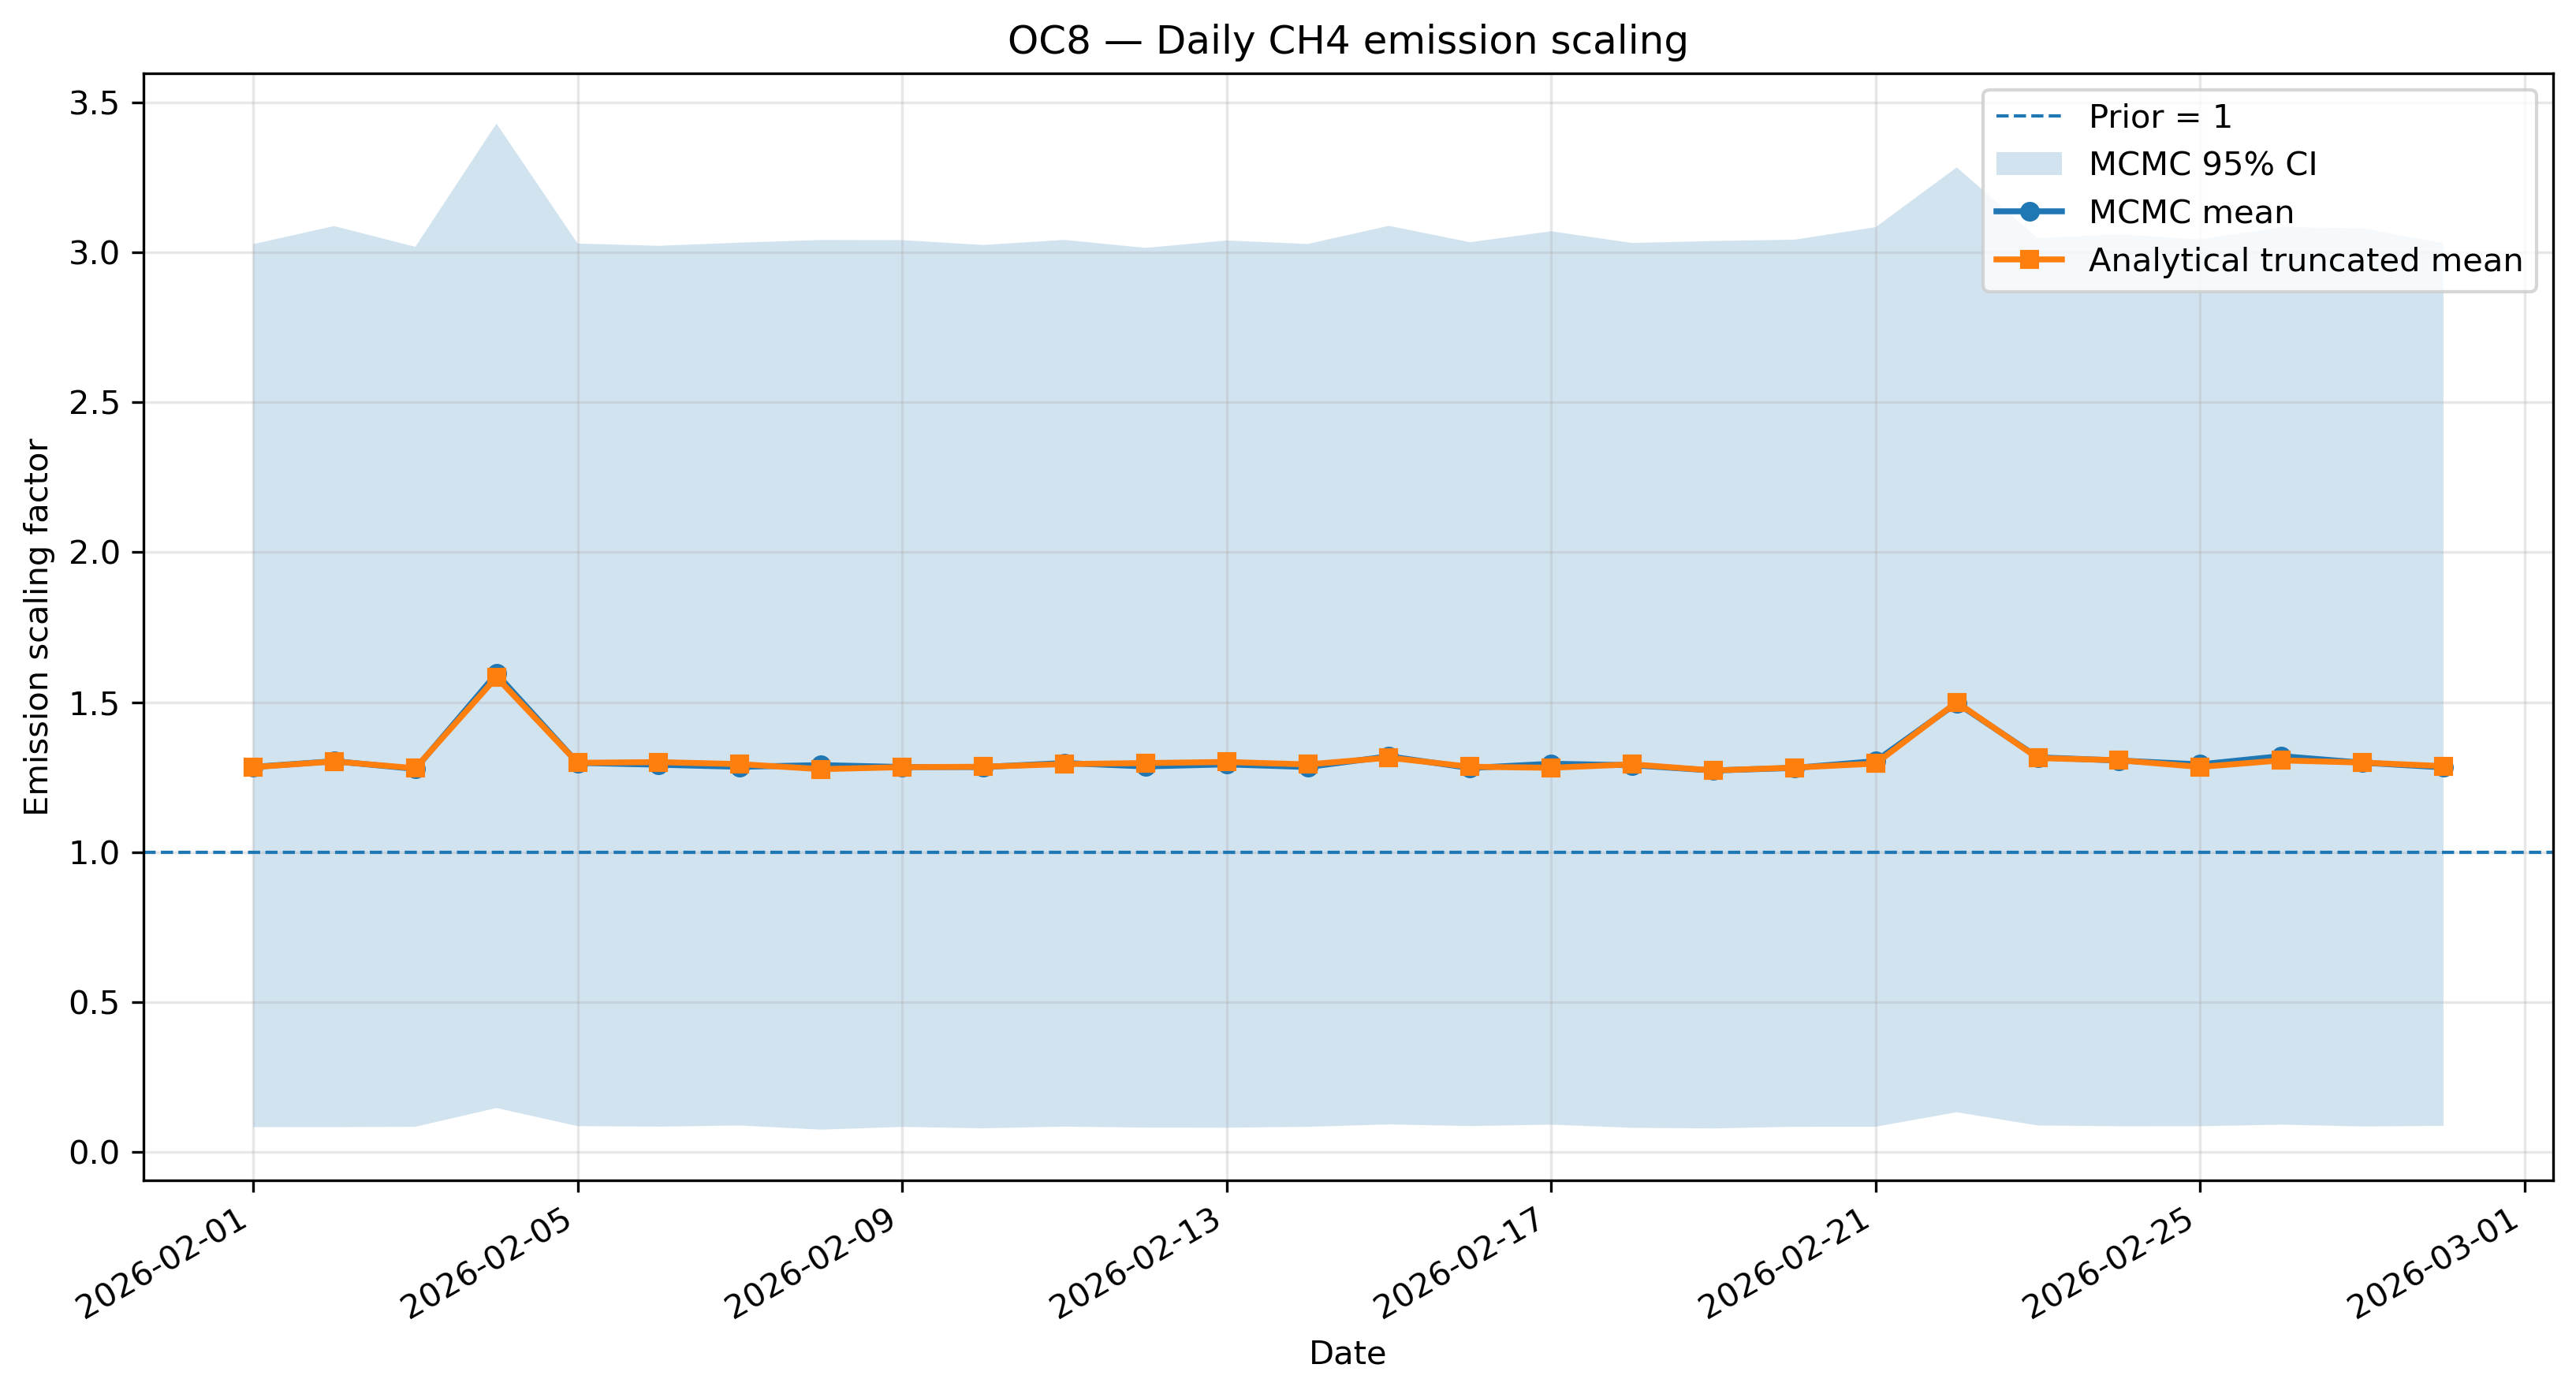 OC8 — Daily CH4 emission scaling
Emission scaling factor
3.5
3.0
2.5
2.0
1.5
1.0
0.5
0.0
Prior = 1
MCMC 95% CI
MCMC mean
Analytical truncated mean
2026-02-01
2026-02-05
2026-02-09
2026-02-13
2026-02-17
2026-02-21
2026-02-25
2026-03-01
Date